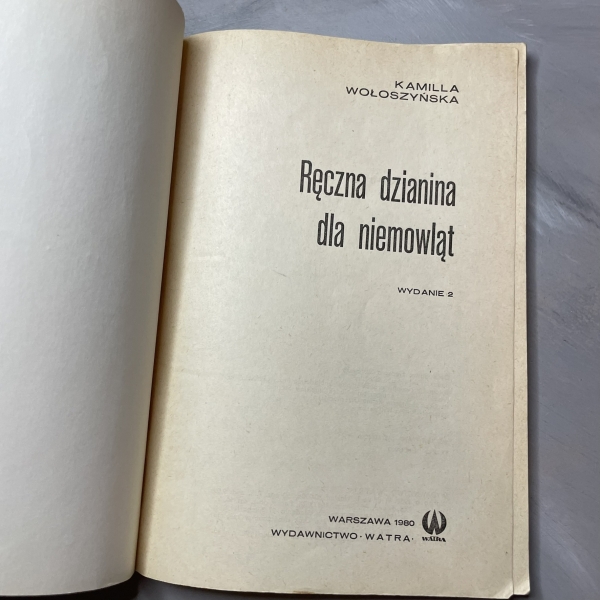 KAMILLA
WOŁOSZYŃSKA
Ręczna dzianina
dla niemowląt
WYDANIE 2
WARSZAWA 1980
WYDAWNICTWO · WATRA ·
WATRA